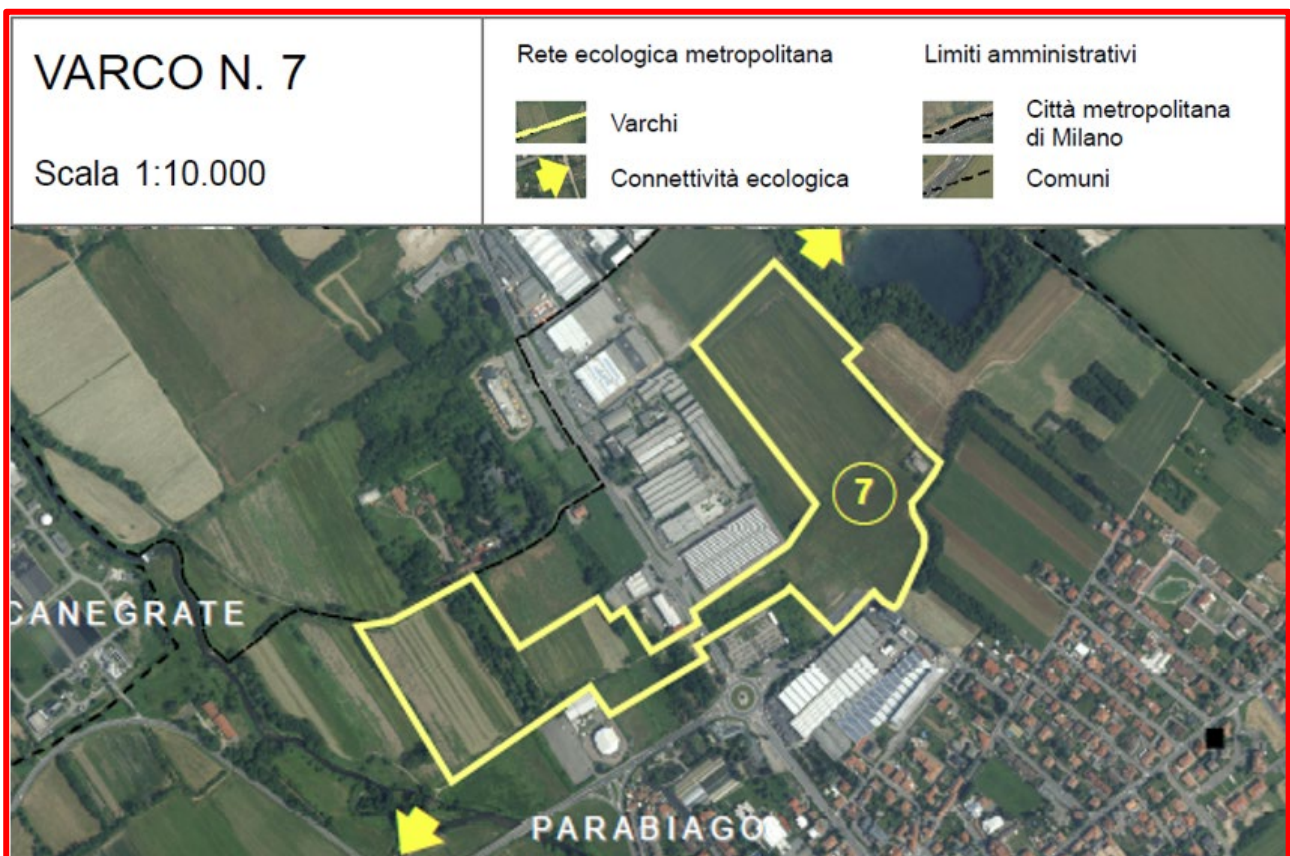 VARCO N. 7
Scala 1:10.000
Rete ecologica metropolitana
Varchi
Connettività ecologica
Limiti amministrativi
Città metropolitana
di Milano
Comuni
7
CANEGRATE
PARABIAGO